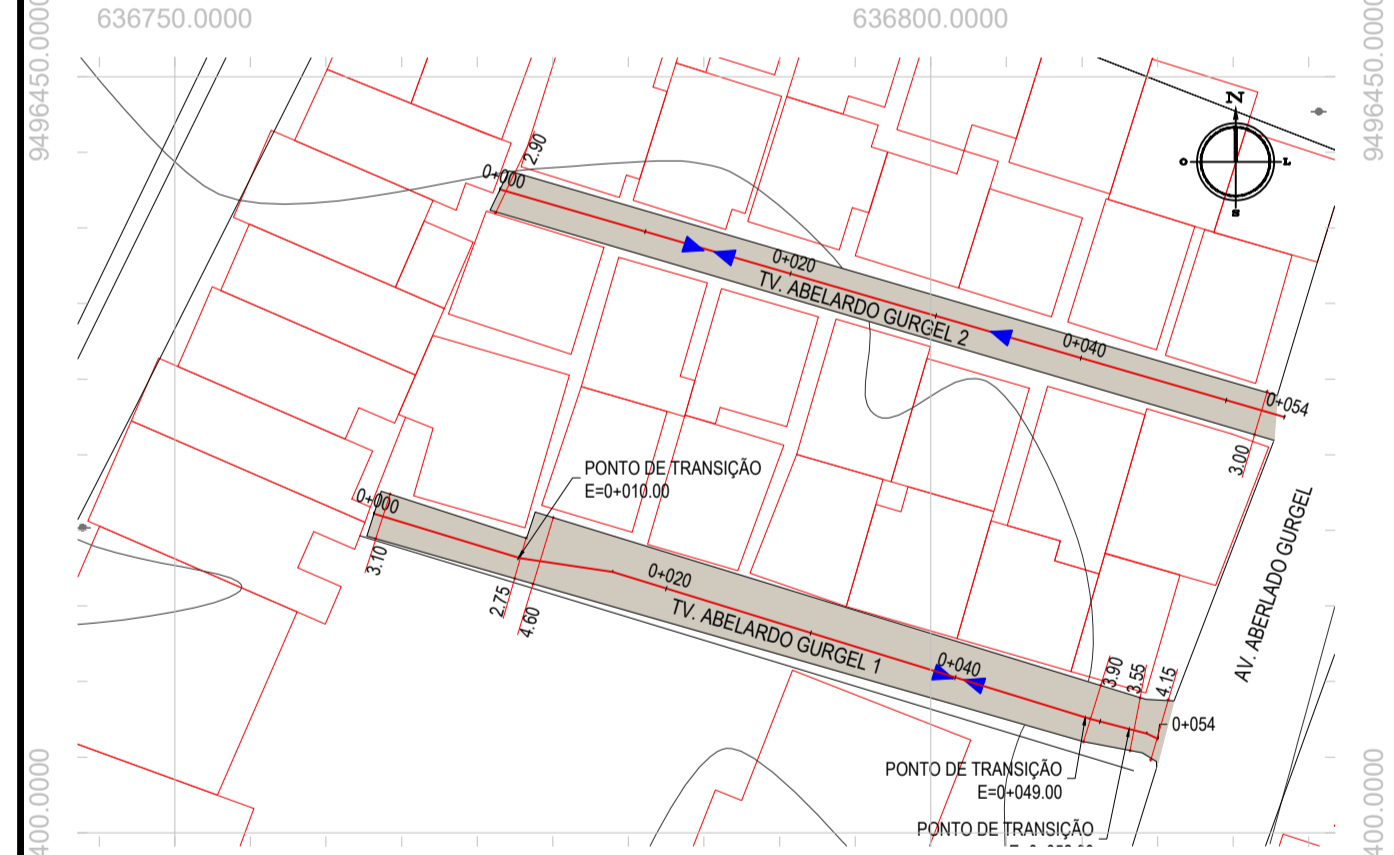 636750.0000
636800.0000
9496450.0000
9496450.0000
N
O
L
S
2.90
0+000
0+020
TV. ABELARDO GURGEL 2
0+040
0+054
3.00
PONTO DE TRANSIÇÃO
E=0+010.00
0+000
3.10
2.75
4.60
0+020
TV. ABELARDO GURGEL 1
0+040
3.90
3.55
4.15
0+054
AV. ABERLADO GURGEL
PONTO DE TRANSIÇÃO
E=0+049.00
PONTO DE TRANSIÇÃO
400.0000
400.0000